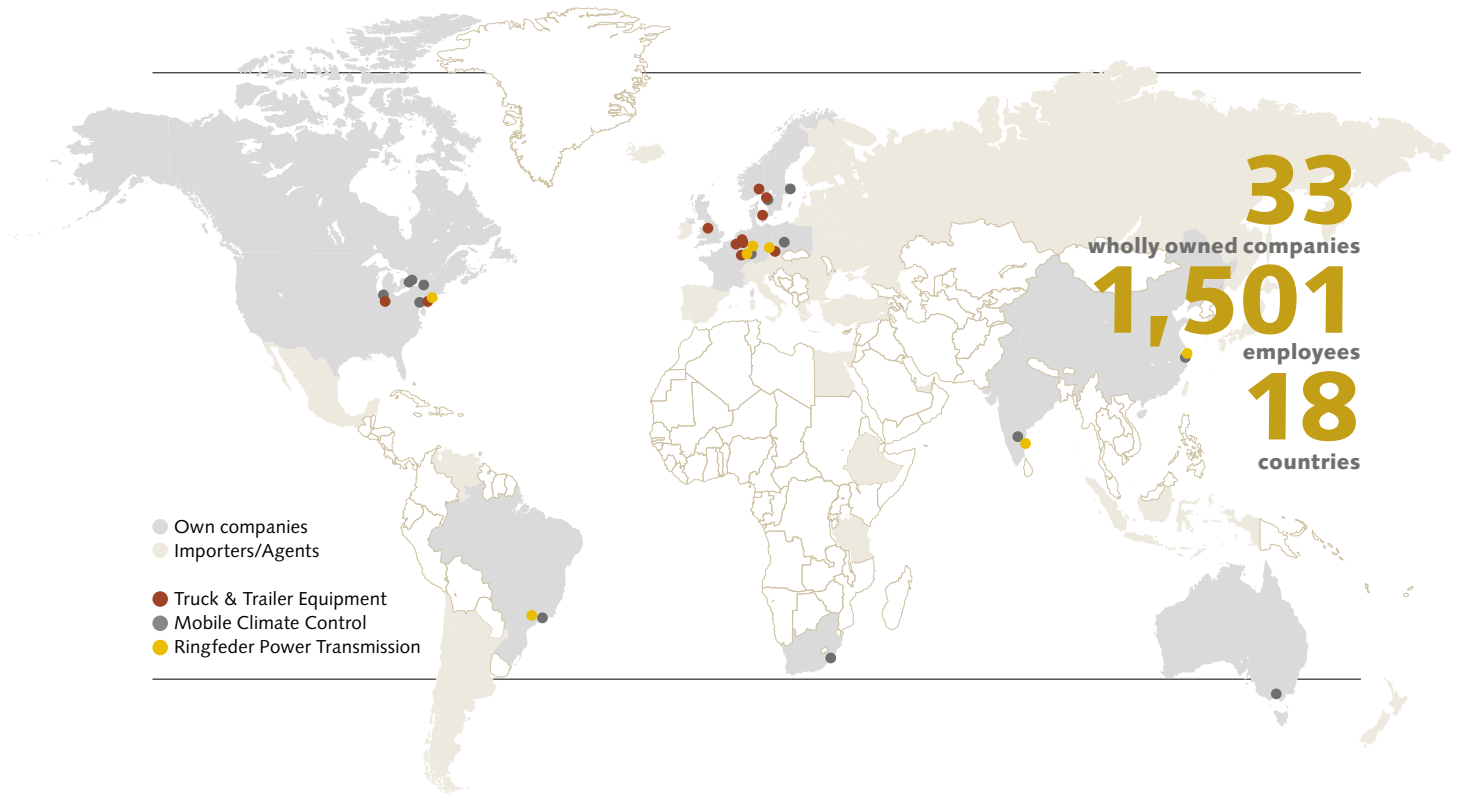 33
wholly owned companies
1,501
employees
18
countries
Own companies
Importers/Agents
Truck & Trailer Equipment
Mobile Climate Control
Ringfeder Power Transmission